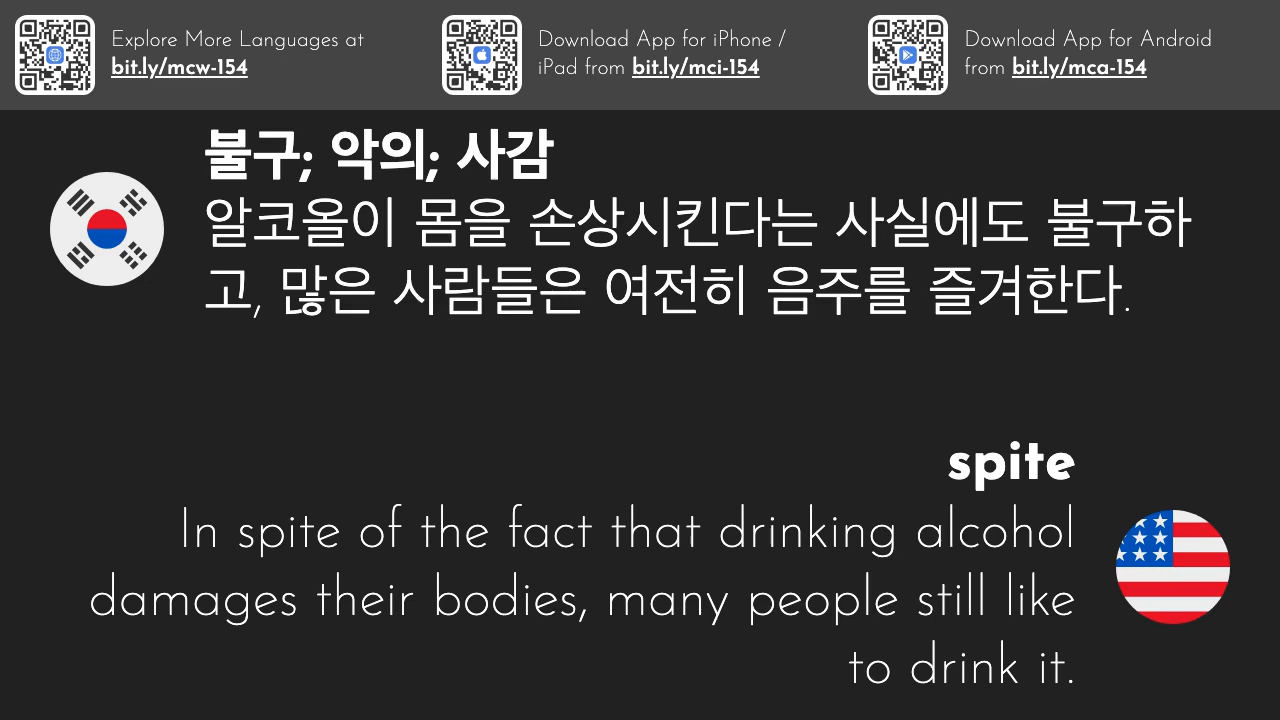 Explore More Languages at
bit.ly/mcw-154
Download App for iPhone /
iPad from bit.ly/mci-154
Download App for Android
from bit.ly/mca-154
불구; 악의; 사감
알코올이 몸을 손상시킨다는 사실에도 불구하
고, 많은 사람들은 여전히 음주를 즐겨한다.
spite
In spite of the fact that drinking alcohol
damages their bodies, many people still like
to drink it.